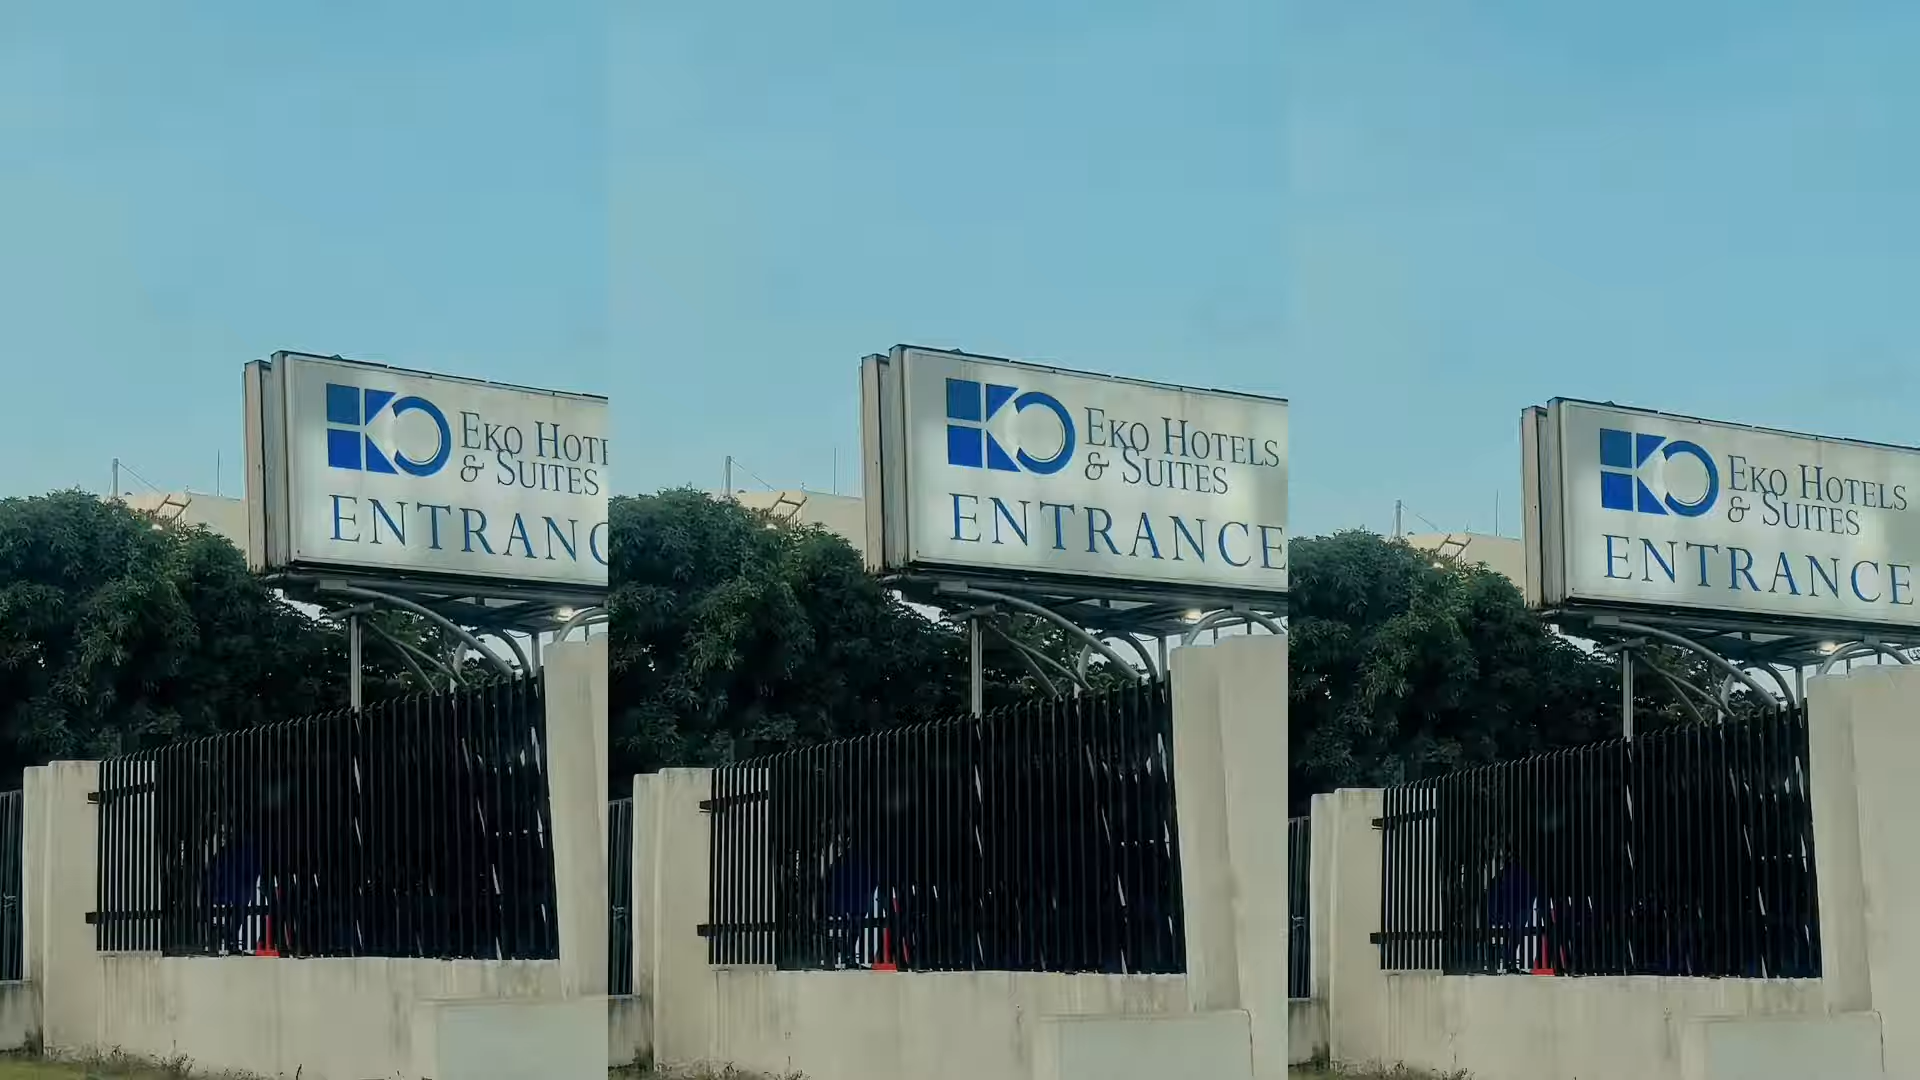 EKO HOTE
& SUITES
ENTRANC
EKO HOTELS
& SUITES
ENTRANCE
EKO HOTELS
& SUITES
ENTRANCE